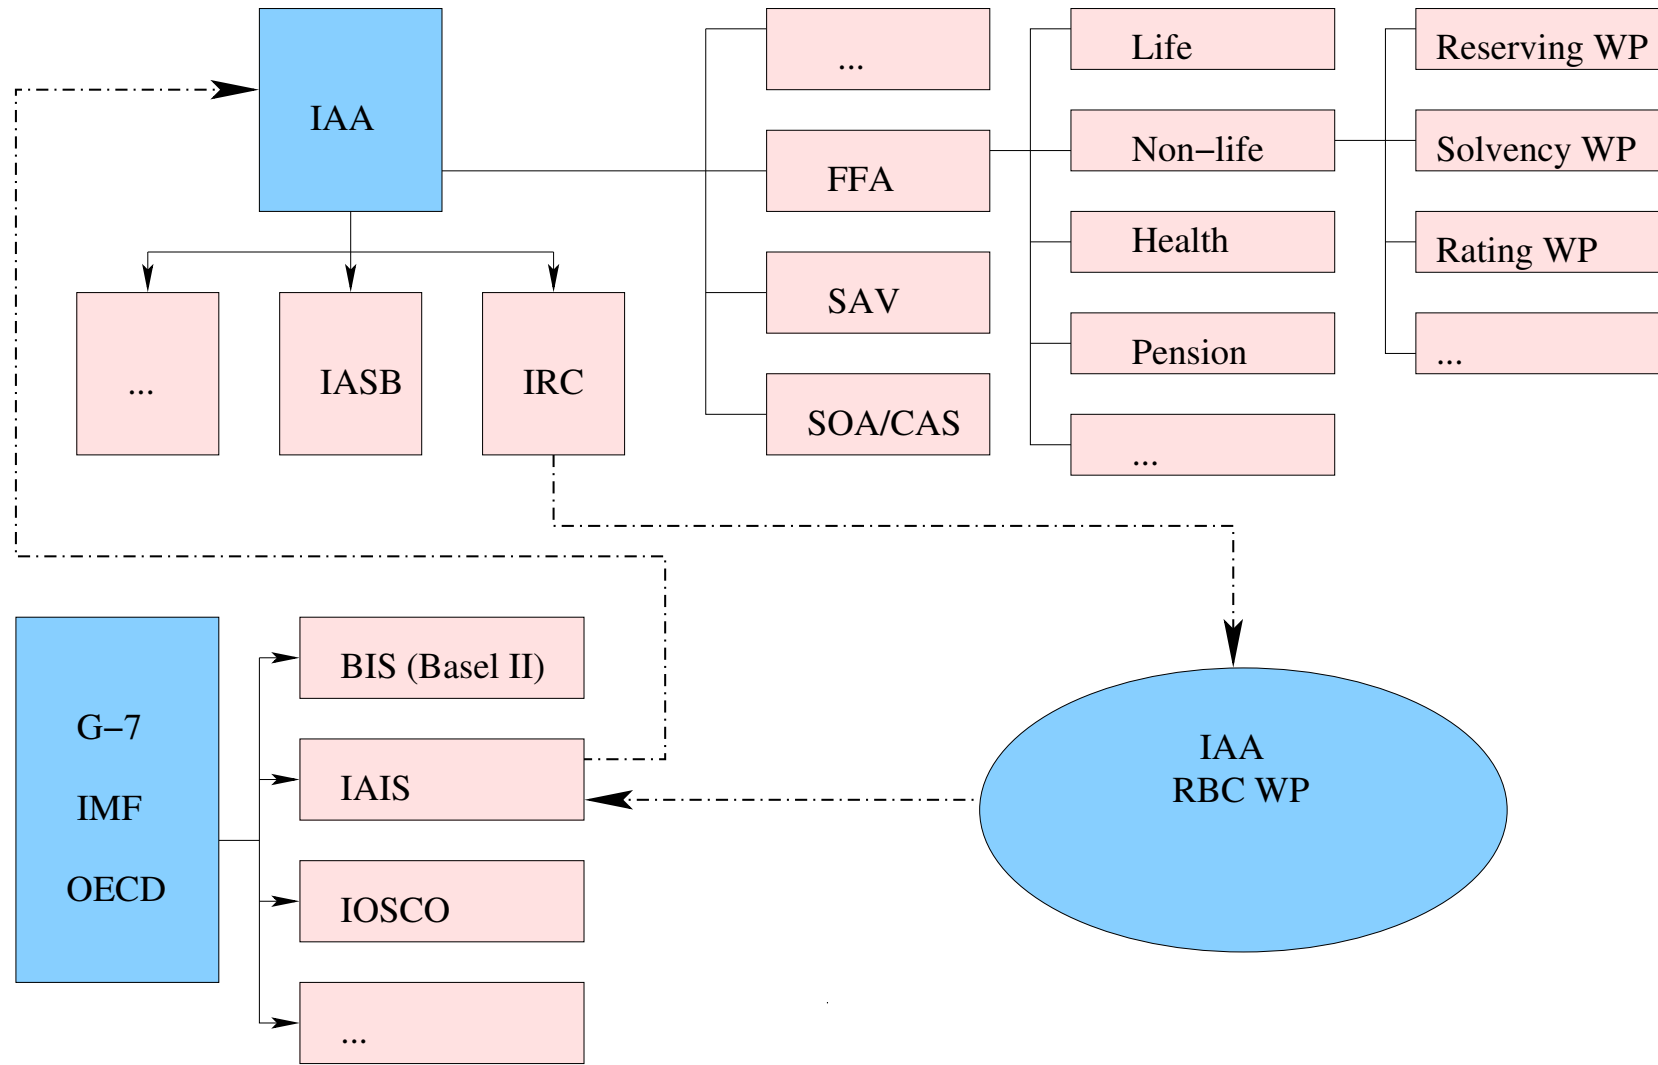 IAA
...
FFA
SAV
SOA/CAS
Life
Non−life
Health
Pension
...
Reserving WP
Solvency WP
Rating WP
...
...
IASB
IRC
G−7
IMF
OECD
BIS (Basel II)
IAIS
IOSCO
...
IAA
RBC WP